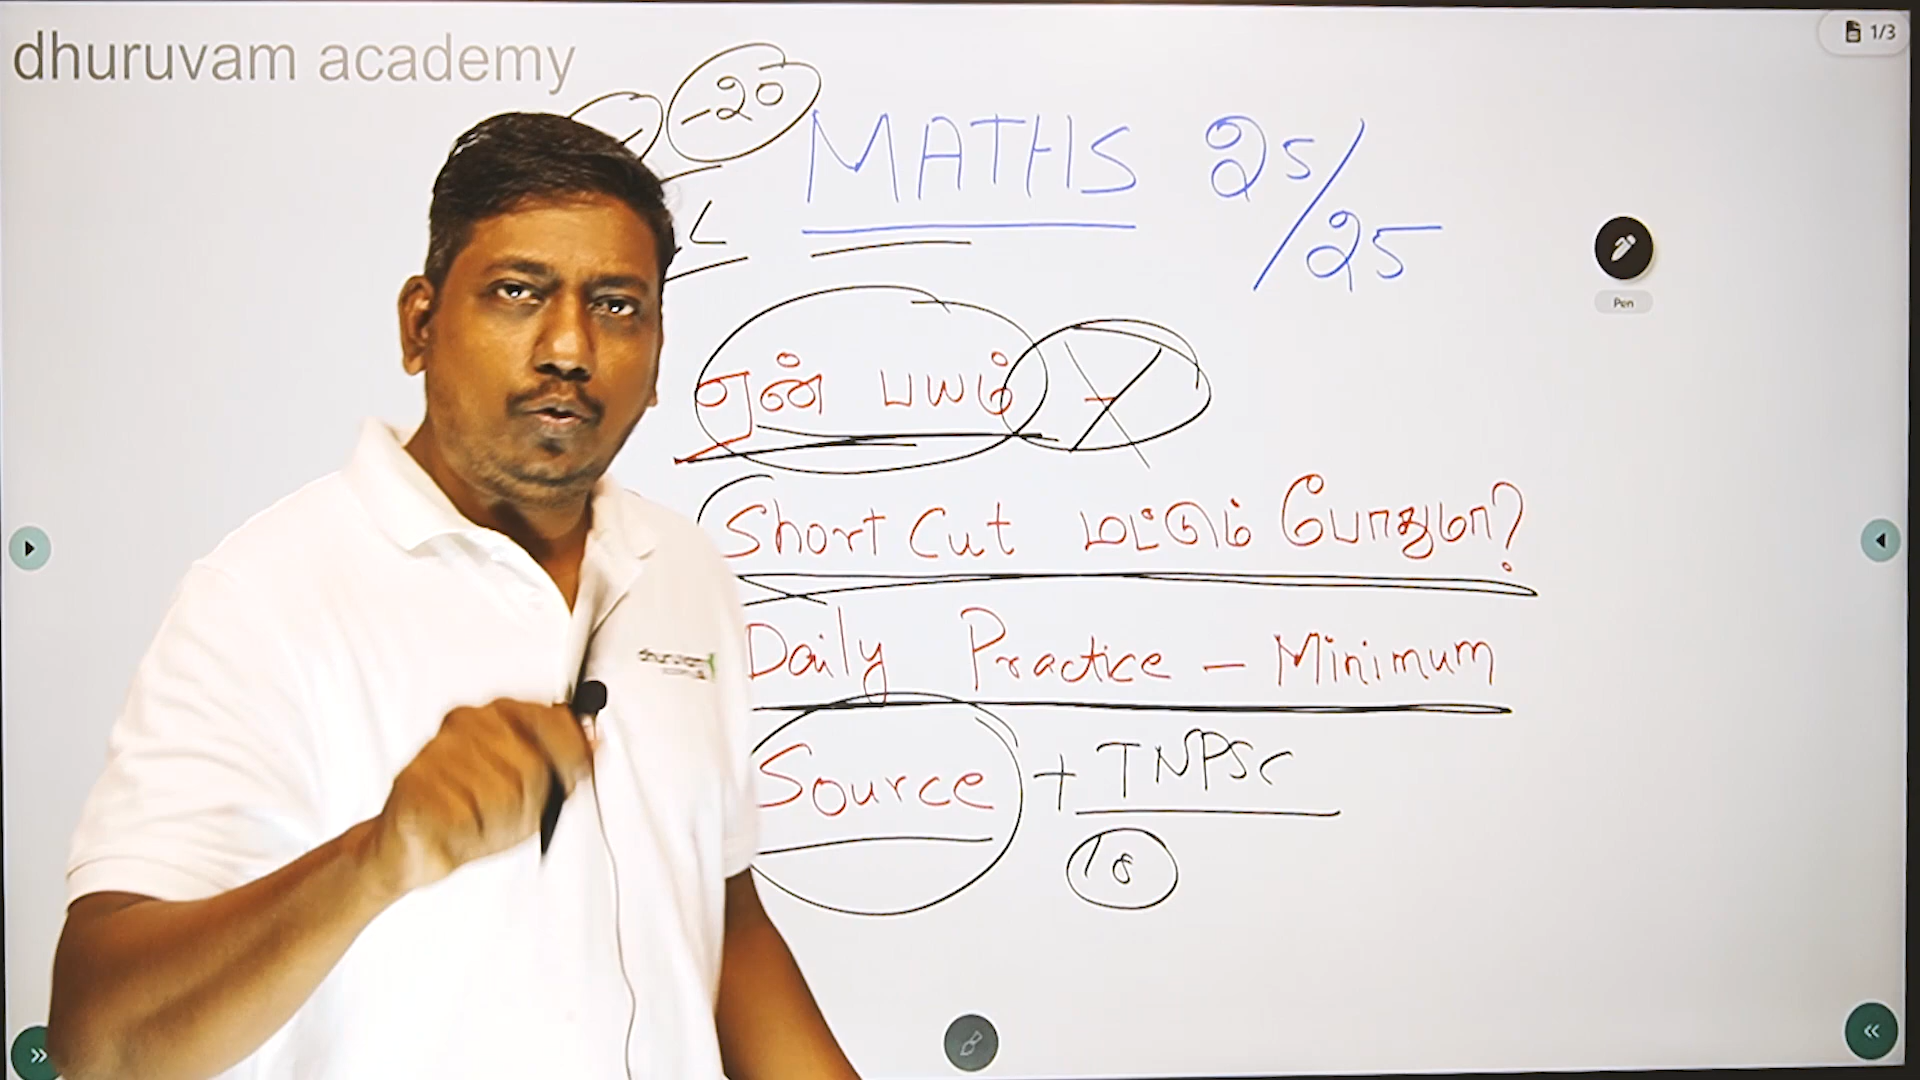 dhuruvam academy
1/3
-20
MATHS 25/25
Pen
ஏன் பயம்
Short Cut மட்டும் போதுமா?
Daily Practice - Minimum
dhuruvam
Source + TNPSC
18